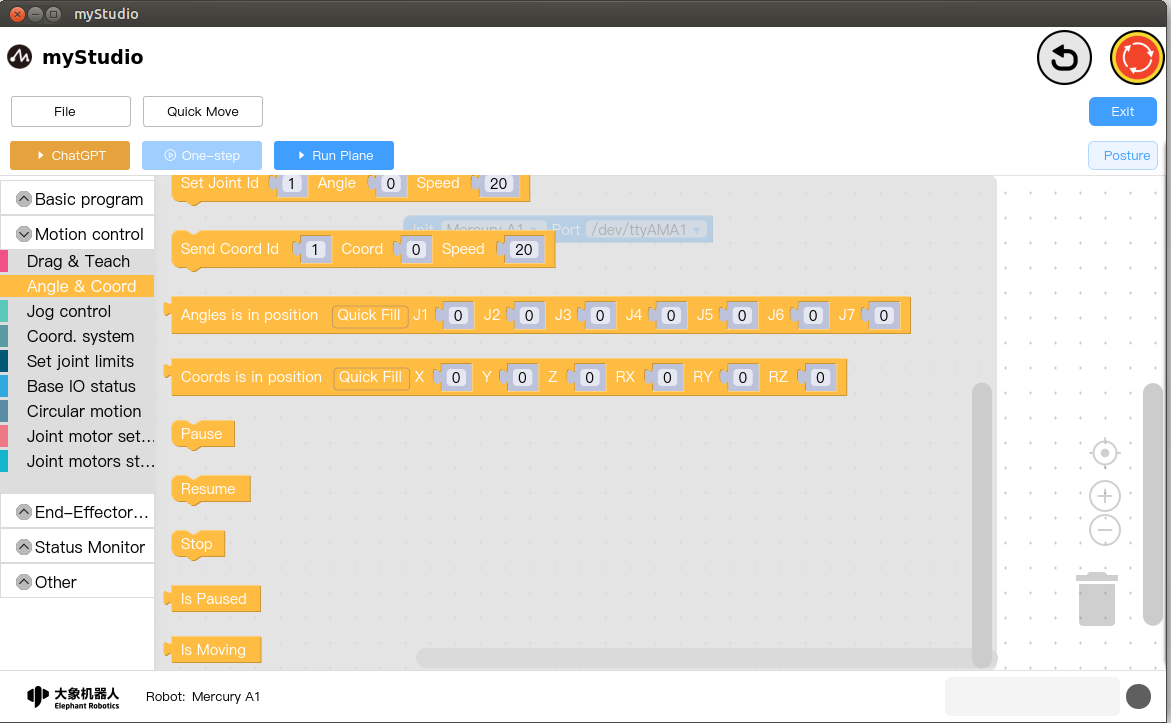 myStudio
myStudio
File
Quick Move
Exit
ChatGPT
One-step
Run Plane
Posture
Basic program
Motion control
Drag & Teach
Angle & Coord
Jog control
Coord. system
Set joint limits
Base IO status
Circular motion
Joint motor set...
Joint motors st...
End-Effector...
Status Monitor
Other
Set Joint Id 1 Angle 0 Speed 20
Init Mercury A1 Port /dev/ttyAMA1
Send Coord Id 1 Coord 0 Speed 20
Angles is in position Quick Fill J1 0 J2 0 J3 0 J4 0 J5 0 J6 0 J7 0
Coords is in position Quick Fill X 0 Y 0 Z 0 RX 0 RY 0 RZ 0
Pause
Resume
Stop
Is Paused
Is Moving
大象机器人
Elephant Robotics
Robot: Mercury A1